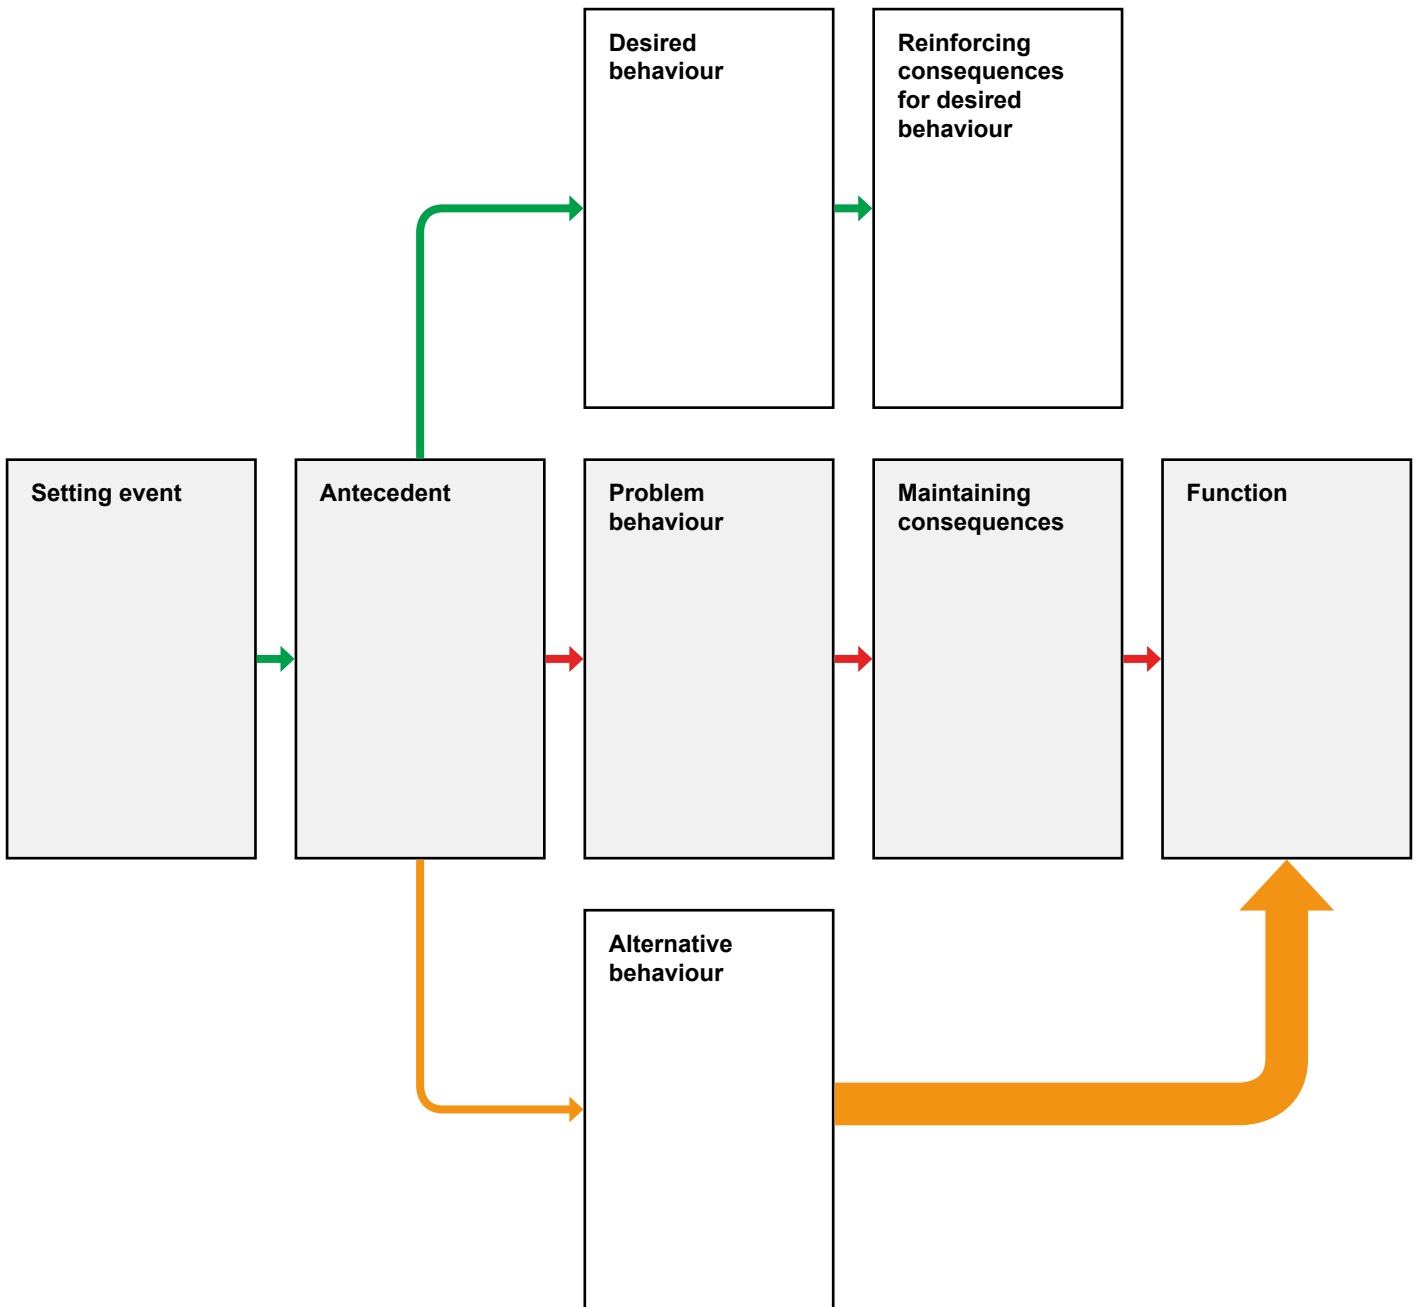 Desired
behaviour
Reinforcing
consequences
for desired
behaviour
Setting event
Antecedent
Problem
behaviour
Maintaining
consequences
Function
Alternative
behaviour